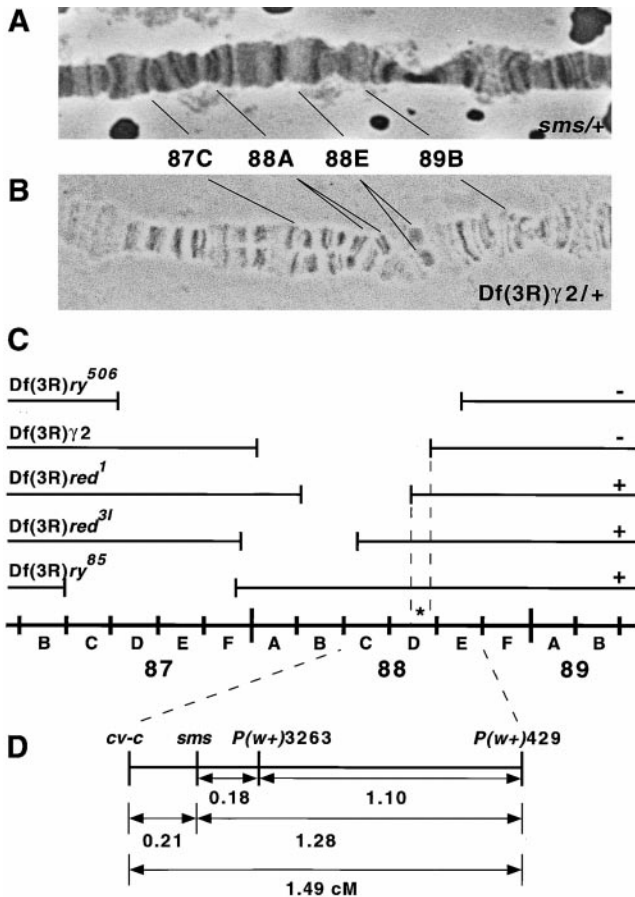 A
sms/+
87C 88A 88E 89B
B
Df(3R)γ2/+
C
Df(3R)ry506 -
Df(3R)γ2 -
Df(3R)red1 +
Df(3R)red3l +
Df(3R)ry85 +
*
B C D E F A B C D E F A B
87 88 89
D
cv-c sms P(w+)3263 P(w+)429
0.18 1.10
0.21 1.28
1.49 cM